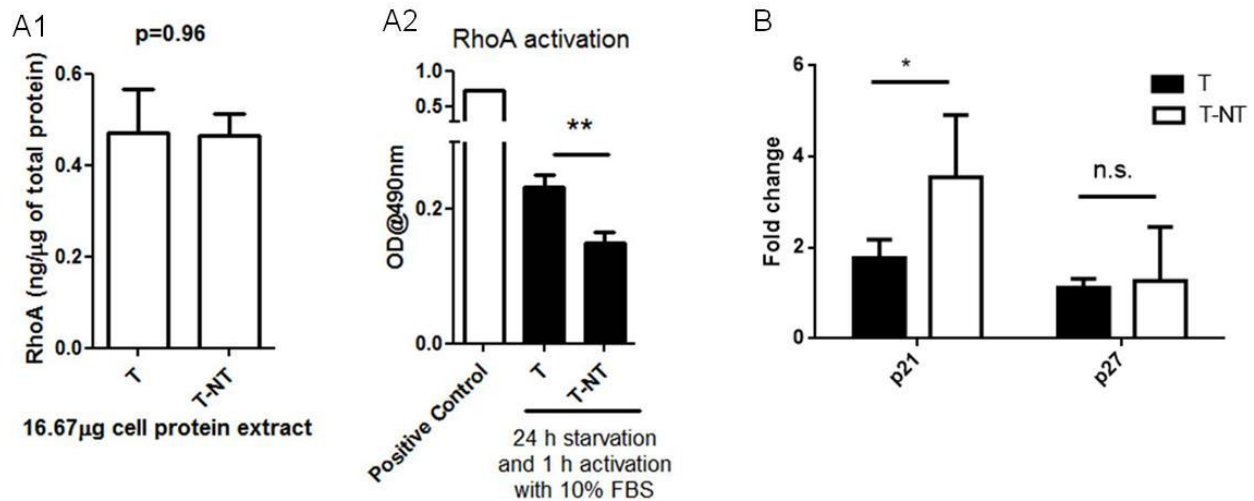 A1
p=0.96
RhoA (ng/µg of total protein)
0.6
0.4
0.2
0.0
T
T-NT
16.67µg cell protein extract
A2
RhoA activation
OD@490nm
1.0
0.5
0.2
0.0
**
Positive Control
T
T-NT
24 h starvation
and 1 h activation
with 10% FBS
B
Fold change
6
4
2
0
*
n.s.
T
T-NT
p21
p27